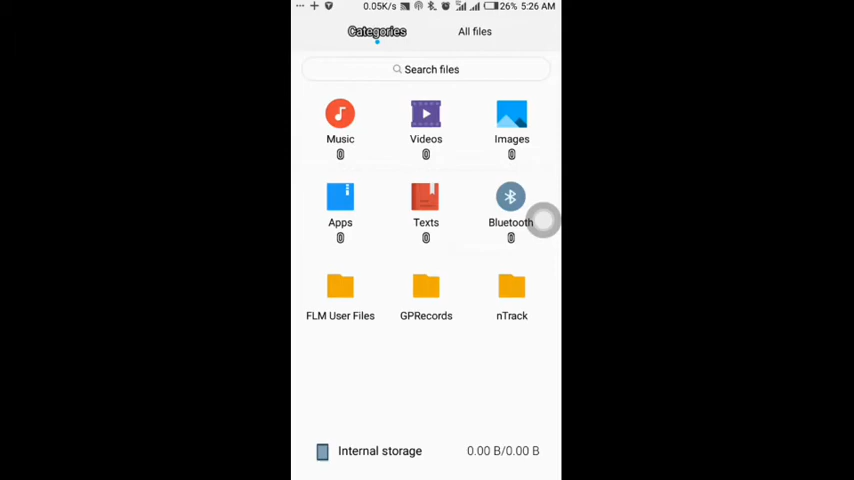 0.05K/s 26% 5:26 AM
Categories All files
Search files
Music Videos Images
0 0 0
Apps Texts Bluetooth
0 0 0
FLM User Files GPRecords nTrack
Internal storage 0.00 B/0.00 B